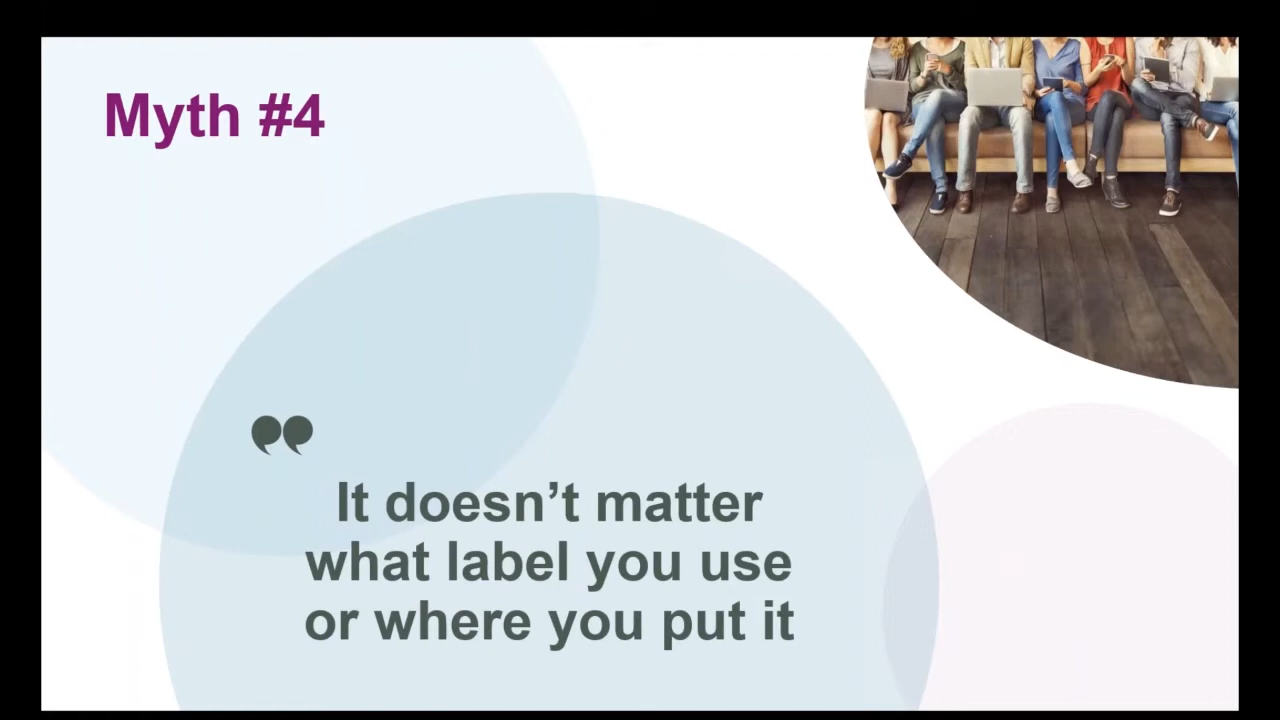 Myth #4
❞
It doesn’t matter
what label you use
or where you put it